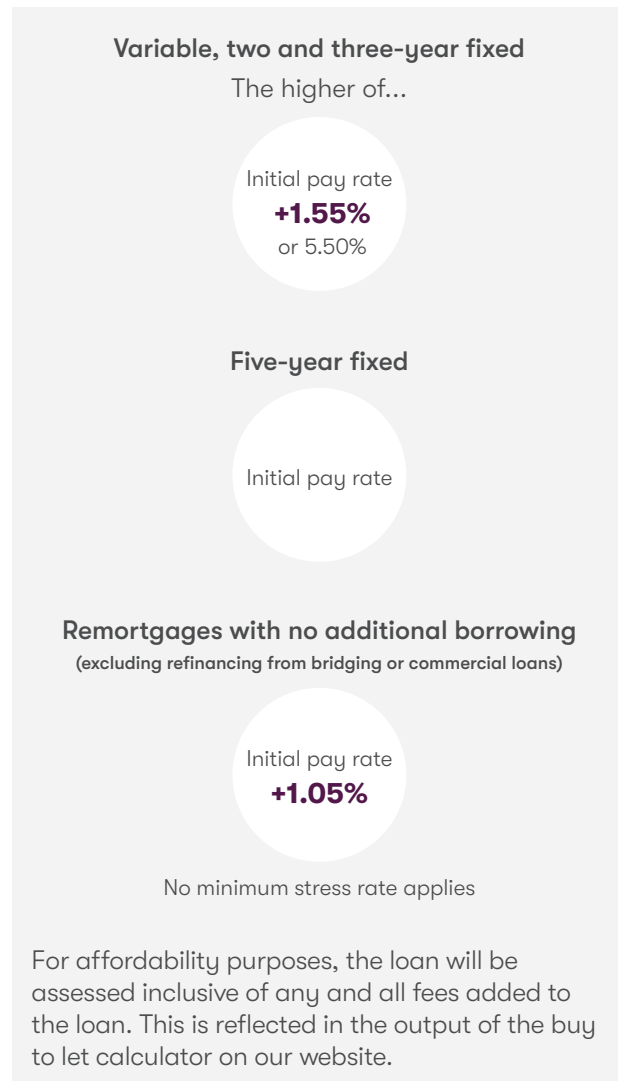 Variable, two and three-year fixed
The higher of...
Initial pay rate
+1.55%
or 5.50%
Five-year fixed
Initial pay rate
Remortgages with no additional borrowing
(excluding refinancing from bridging or commercial loans)
Initial pay rate
+1.05%
No minimum stress rate applies
For affordability purposes, the loan will be
assessed inclusive of any and all fees added to
the loan. This is reflected in the output of the buy
to let calculator on our website.